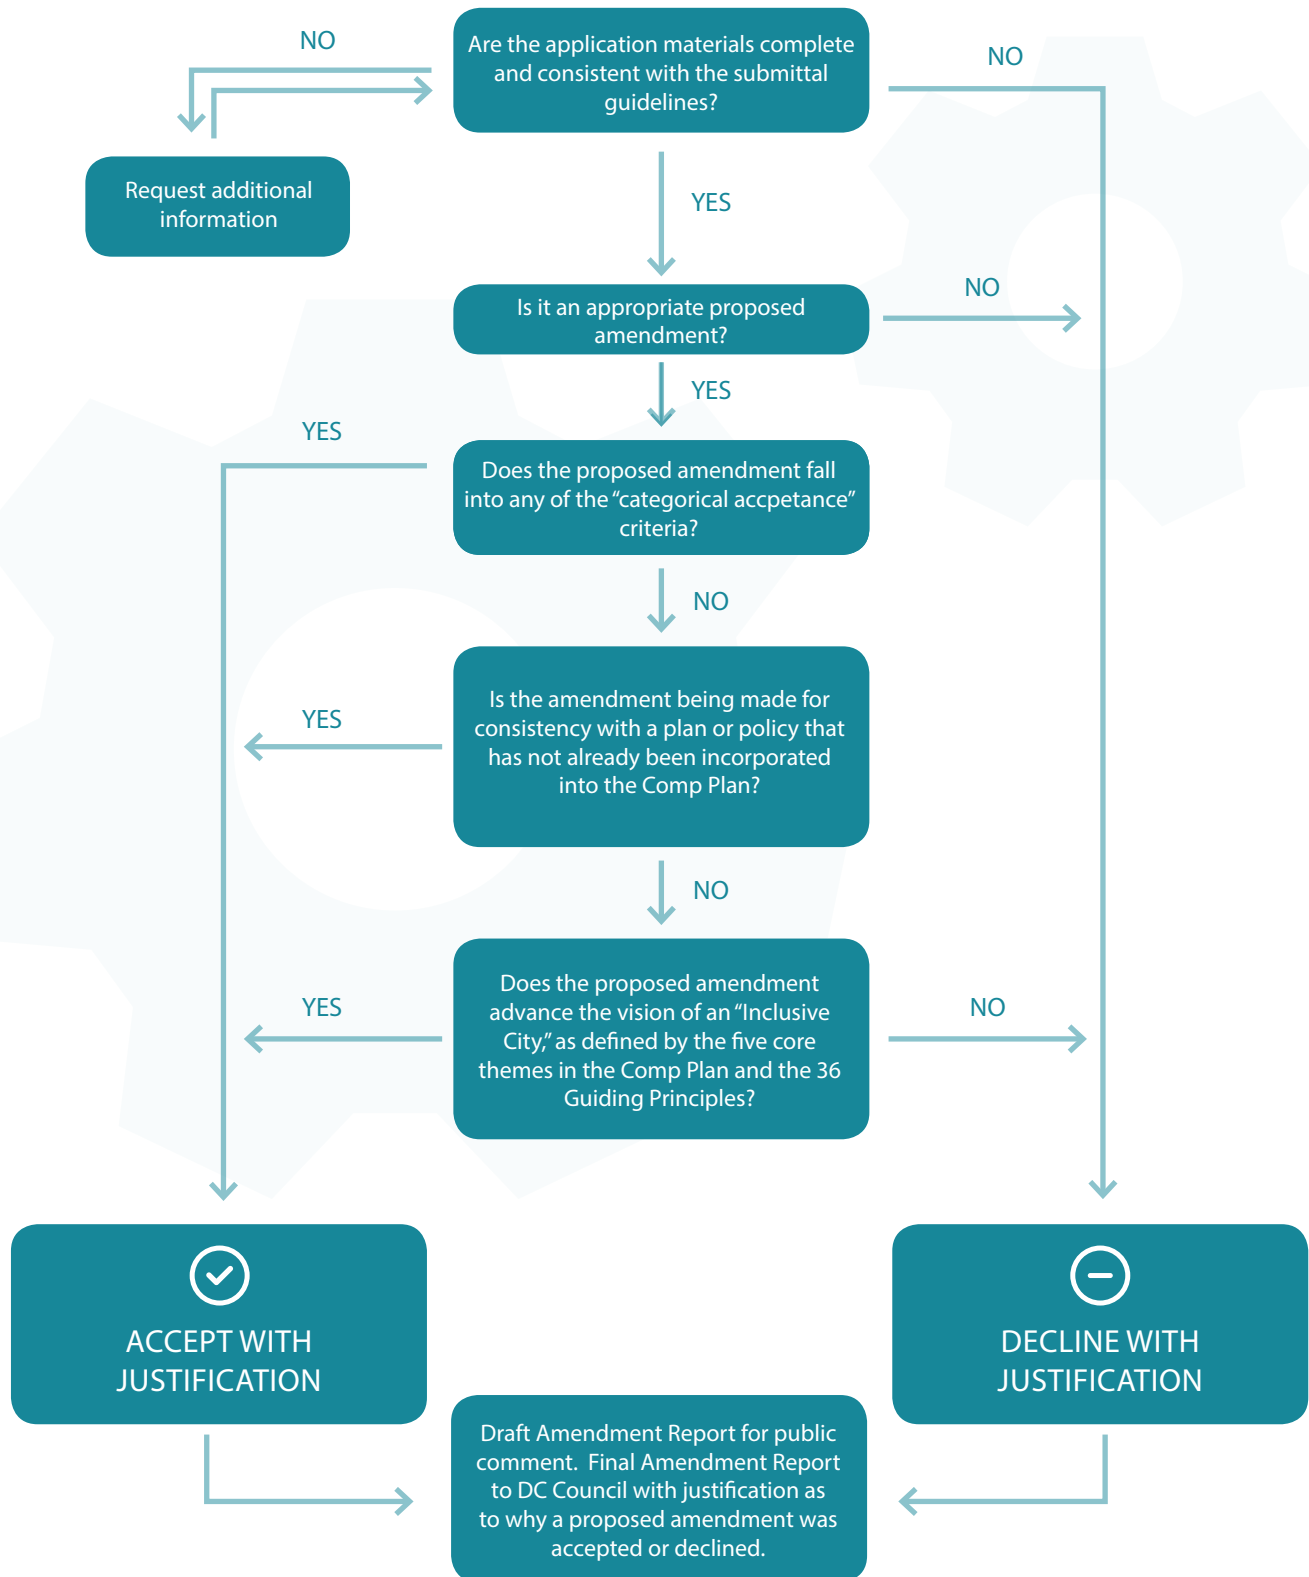 NO
Are the application materials complete
and consistent with the submittal
guidelines?
NO
Request additional
information
YES
Is it an appropriate proposed
amendment?
NO
YES
YES
Does the proposed amendment fall
into any of the “categorical accpetance”
criteria?
NO
Is the amendment being made for
consistency with a plan or policy that
has not already been incorporated
into the Comp Plan?
YES
NO
Does the proposed amendment
advance the vision of an “Inclusive
City,” as defined by the five core
themes in the Comp Plan and the 36
Guiding Principles?
YES
NO
ACCEPT WITH
JUSTIFICATION
DECLINE WITH
JUSTIFICATION
Draft Amendment Report for public
comment.  Final Amendment Report
to DC Council with justification as
to why a proposed amendment was
accepted or declined.